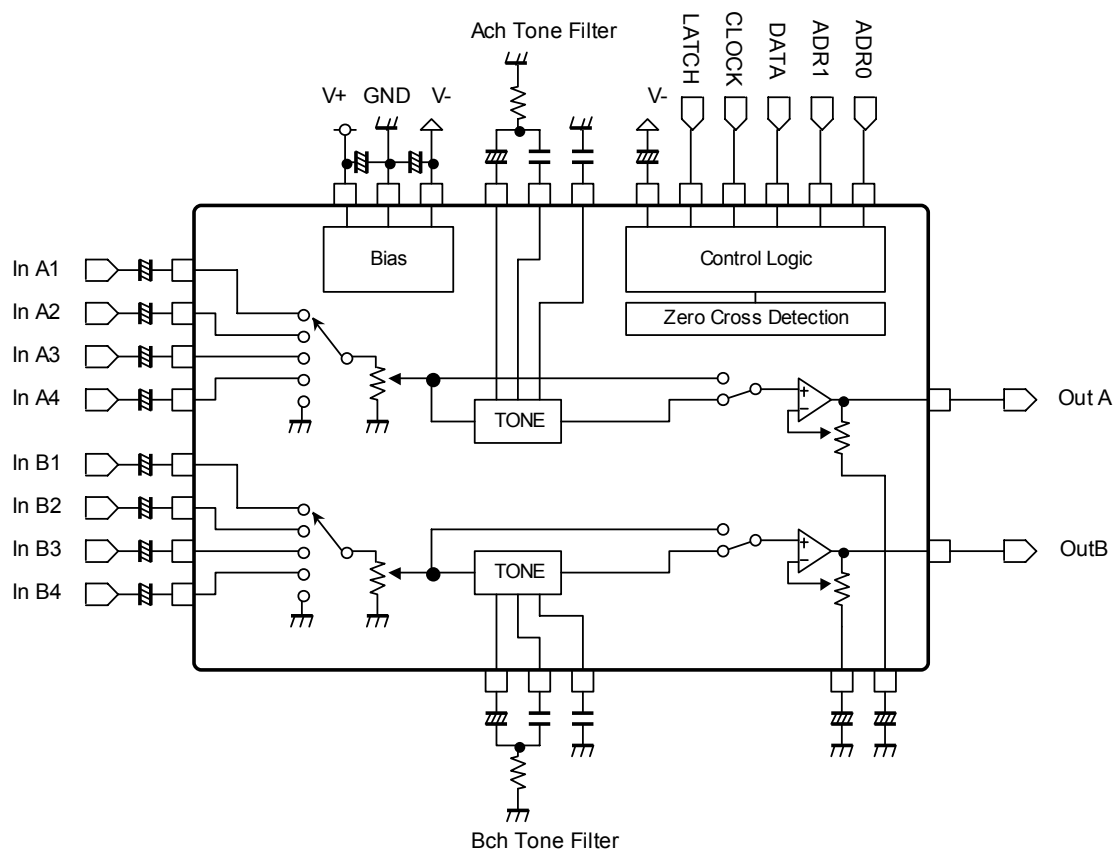 Ach Tone Filter
LATCH
CLOCK
DATA
ADR1
ADR0
V+
GND
V-
V-
Bias
Control Logic
Zero Cross Detection
In A1
In A2
In A3
In A4
TONE
+
-
Out A
In B1
In B2
In B3
In B4
TONE
+
-
OutB
Bch Tone Filter